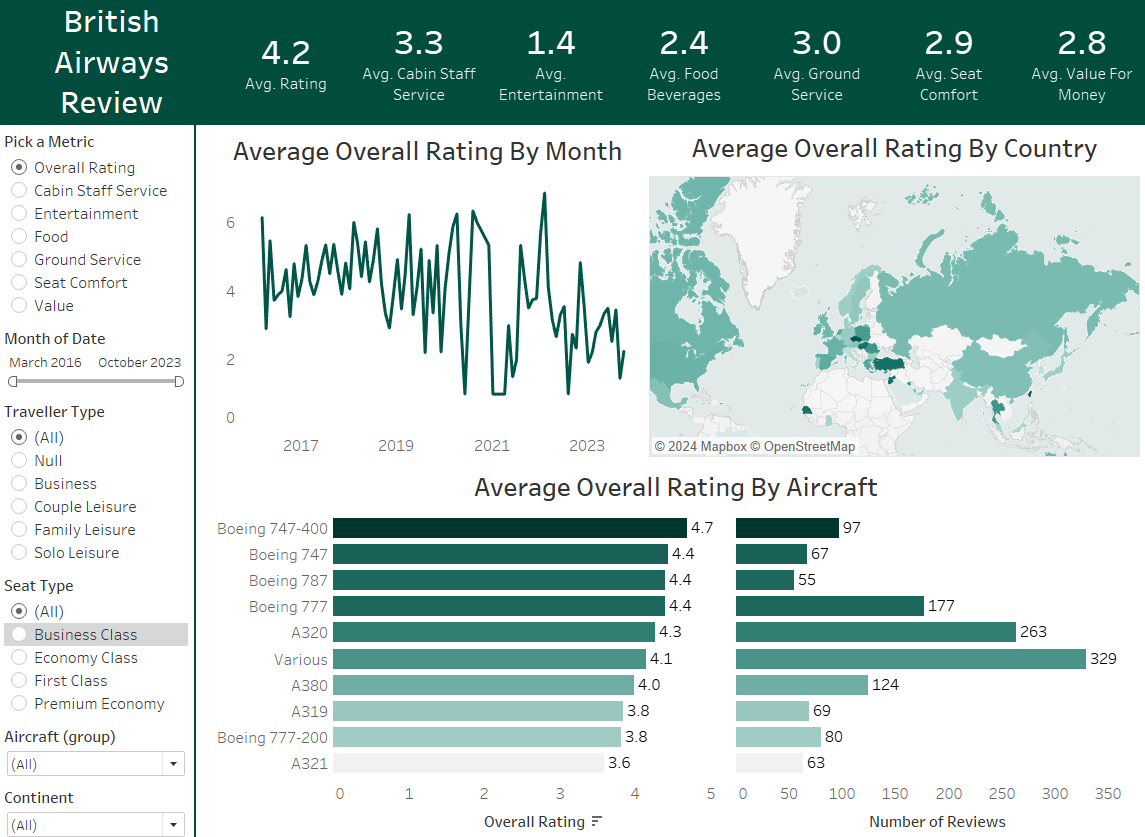 British
Airways
Review
4.2
Avg. Rating
3.3
Avg. Cabin Staff
Service
1.4
Avg.
Entertainment
2.4
Avg. Food
Beverages
3.0
Avg. Ground
Service
2.9
Avg. Seat
Comfort
2.8
Avg. Value For
Money
Pick a Metric
Overall Rating
Cabin Staff Service
Entertainment
Food
Ground Service
Seat Comfort
Value
Month of Date
March 2016 October 2023
Traveller Type
(All)
Null
Business
Couple Leisure
Family Leisure
Solo Leisure
Seat Type
(All)
Business Class
Economy Class
First Class
Premium Economy
Aircraft (group)
(All)
Continent
(All)
Average Overall Rating By Month
6
4
2
0
2017 2019 2021 2023
Average Overall Rating By Country
© 2024 Mapbox © OpenStreetMap
Average Overall Rating By Aircraft
Boeing 747-400 4.7 97
Boeing 747 4.4 67
Boeing 787 4.4 55
Boeing 777 4.4 177
A320 4.3 263
Various 4.1 329
A380 4.0 124
A319 3.8 69
Boeing 777-200 3.8 80
A321 3.6 63
0 1 2 3 4 5 0 50 100 150 200 250 300 350
Overall Rating Number of Reviews